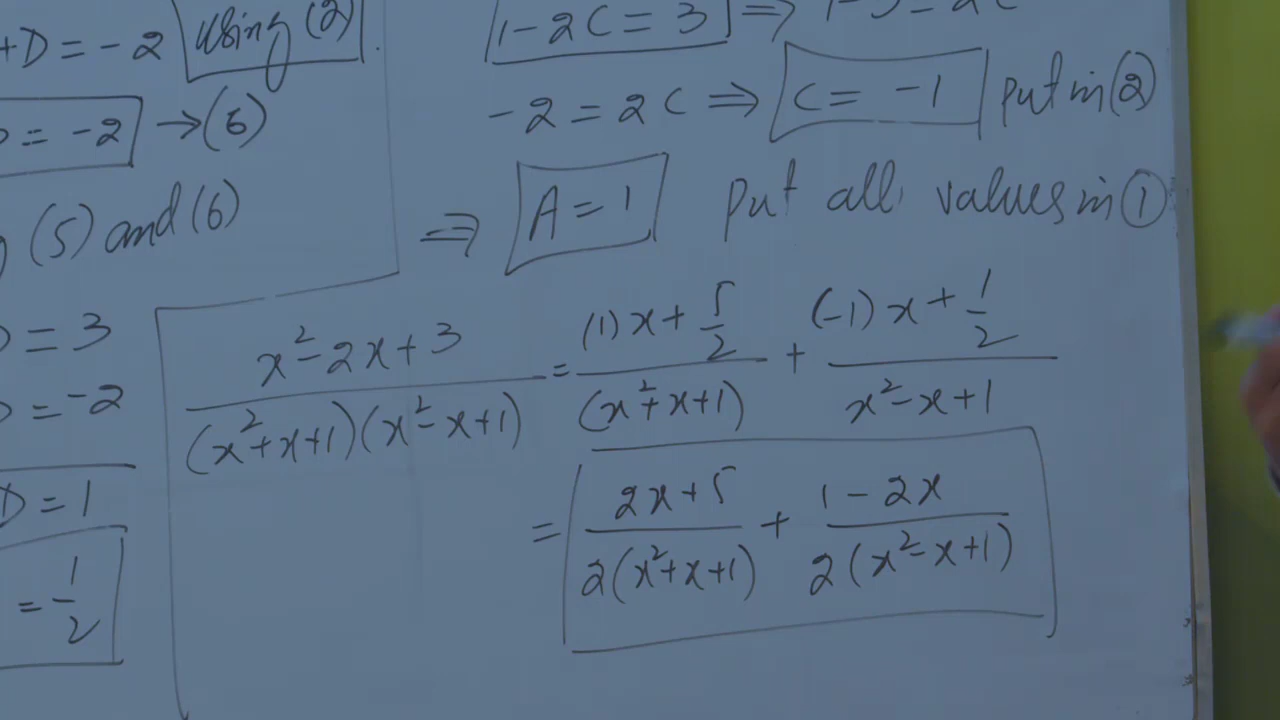 +D = -2 using (2).
= -2 → (6)
(5) and (6)
= 3
= -2
D = 1
= 1/2
1-2C = 3 ⇒
-2 = 2C ⇒ C = -1 put in ②
⇒ A = 1 Put all values in ①
x²-2x+3 / (x²+x+1)(x²-x+1) = (1)x+5/2 / (x²+x+1) + (-1)x+1/2 / x²-x+1
= 2x+5 / 2(x²+x+1) + 1-2x / 2(x²-x+1)